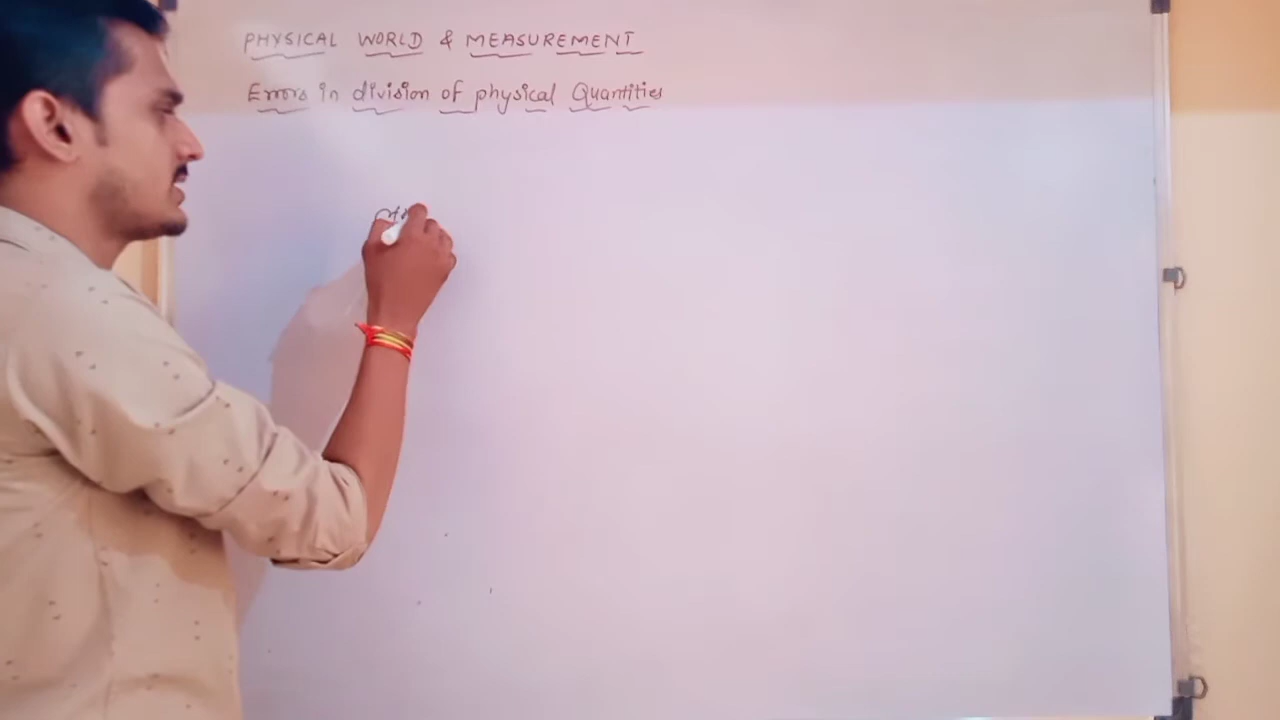 PHYSICAL WORLD & MEASUREMENT
Errors in division of physical Quantities